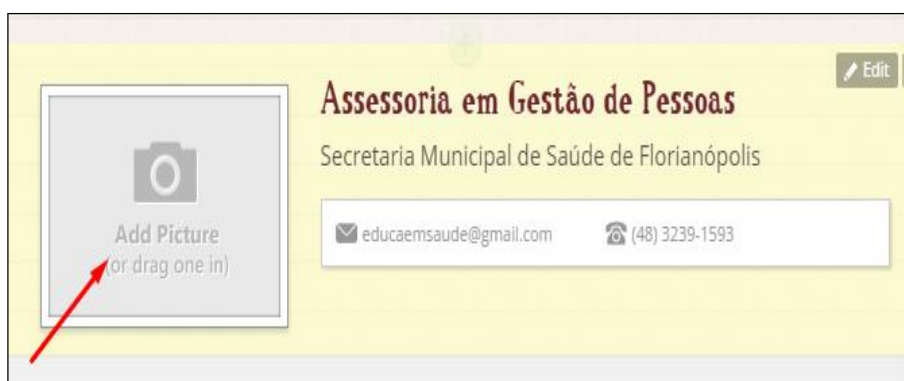 Edit
Assessoria em Gestão de Pessoas
Secretaria Municipal de Saúde de Florianópolis
Add Picture
(or drag one in)
educaemsaude@gmail.com (48) 3239-1593